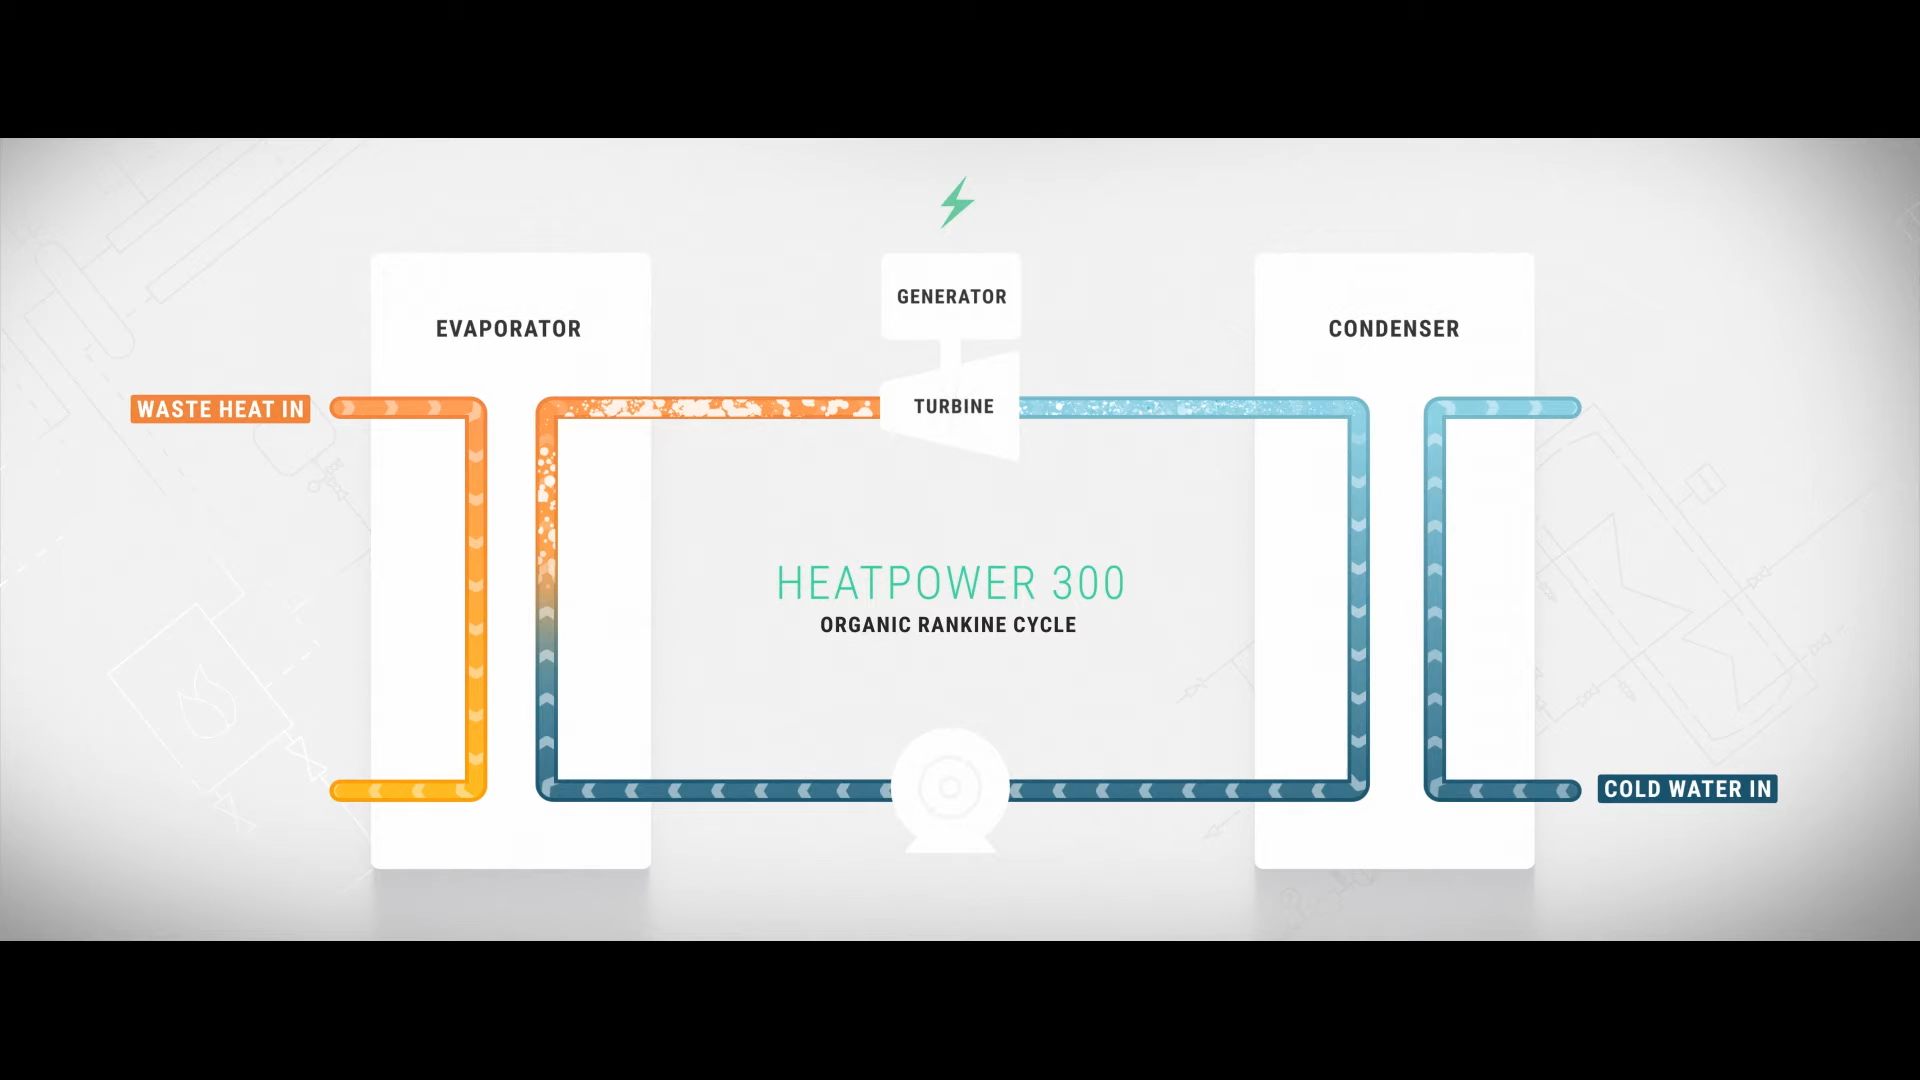 GENERATOR
EVAPORATOR
CONDENSER
WASTE HEAT IN
TURBINE
HEATPOWER 300
ORGANIC RANKINE CYCLE
COLD WATER IN